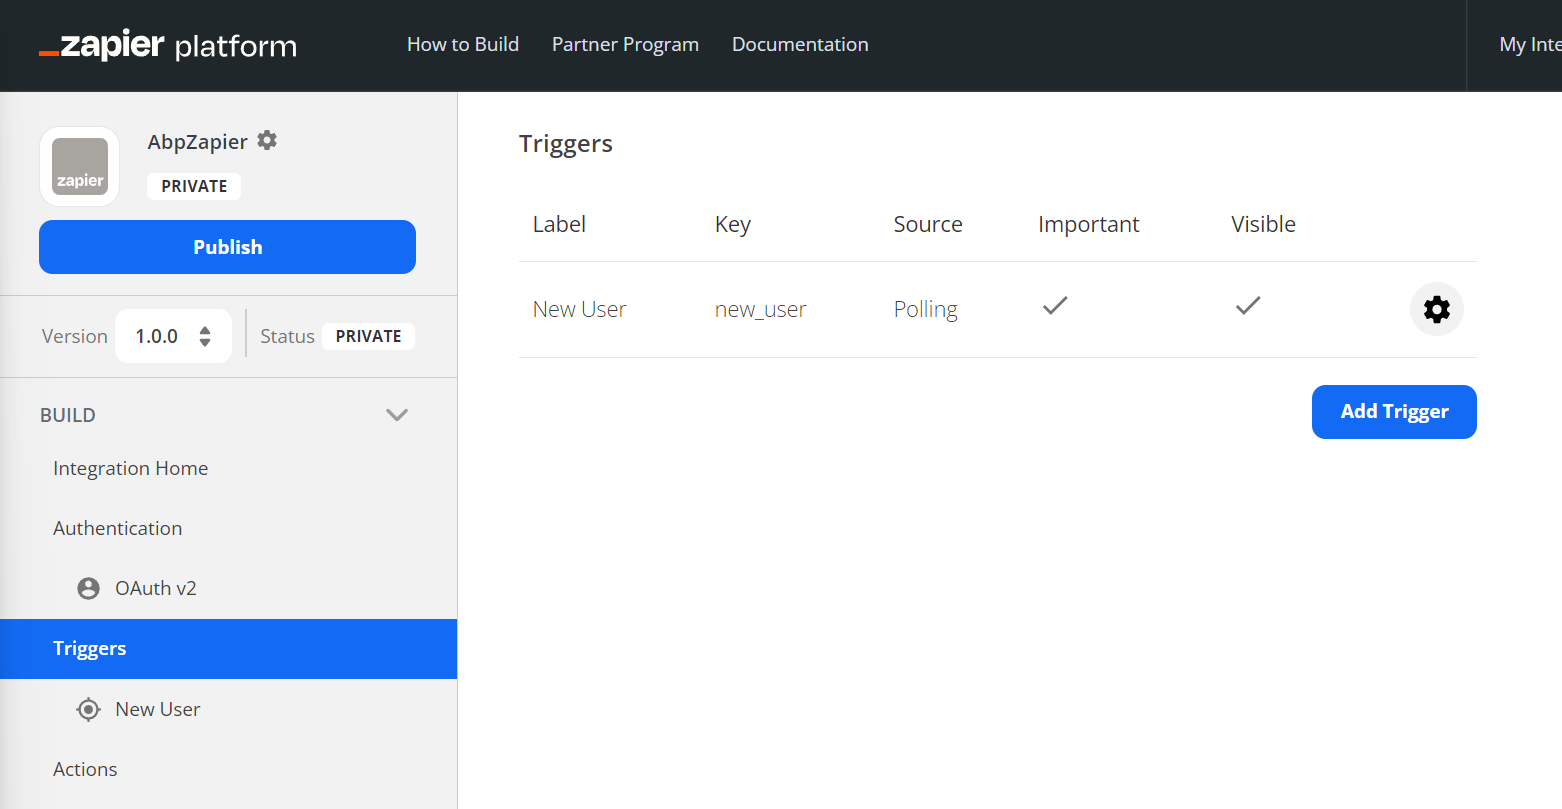 zapier platform
How to Build
Partner Program
Documentation
My Inte
AbpZapier
zapier
PRIVATE
Publish
Version
1.0.0
Status
PRIVATE
BUILD
Integration Home
Authentication
OAuth v2
Triggers
New User
Actions
Triggers
Label Key Source Important Visible
New User new_user Polling
Add Trigger